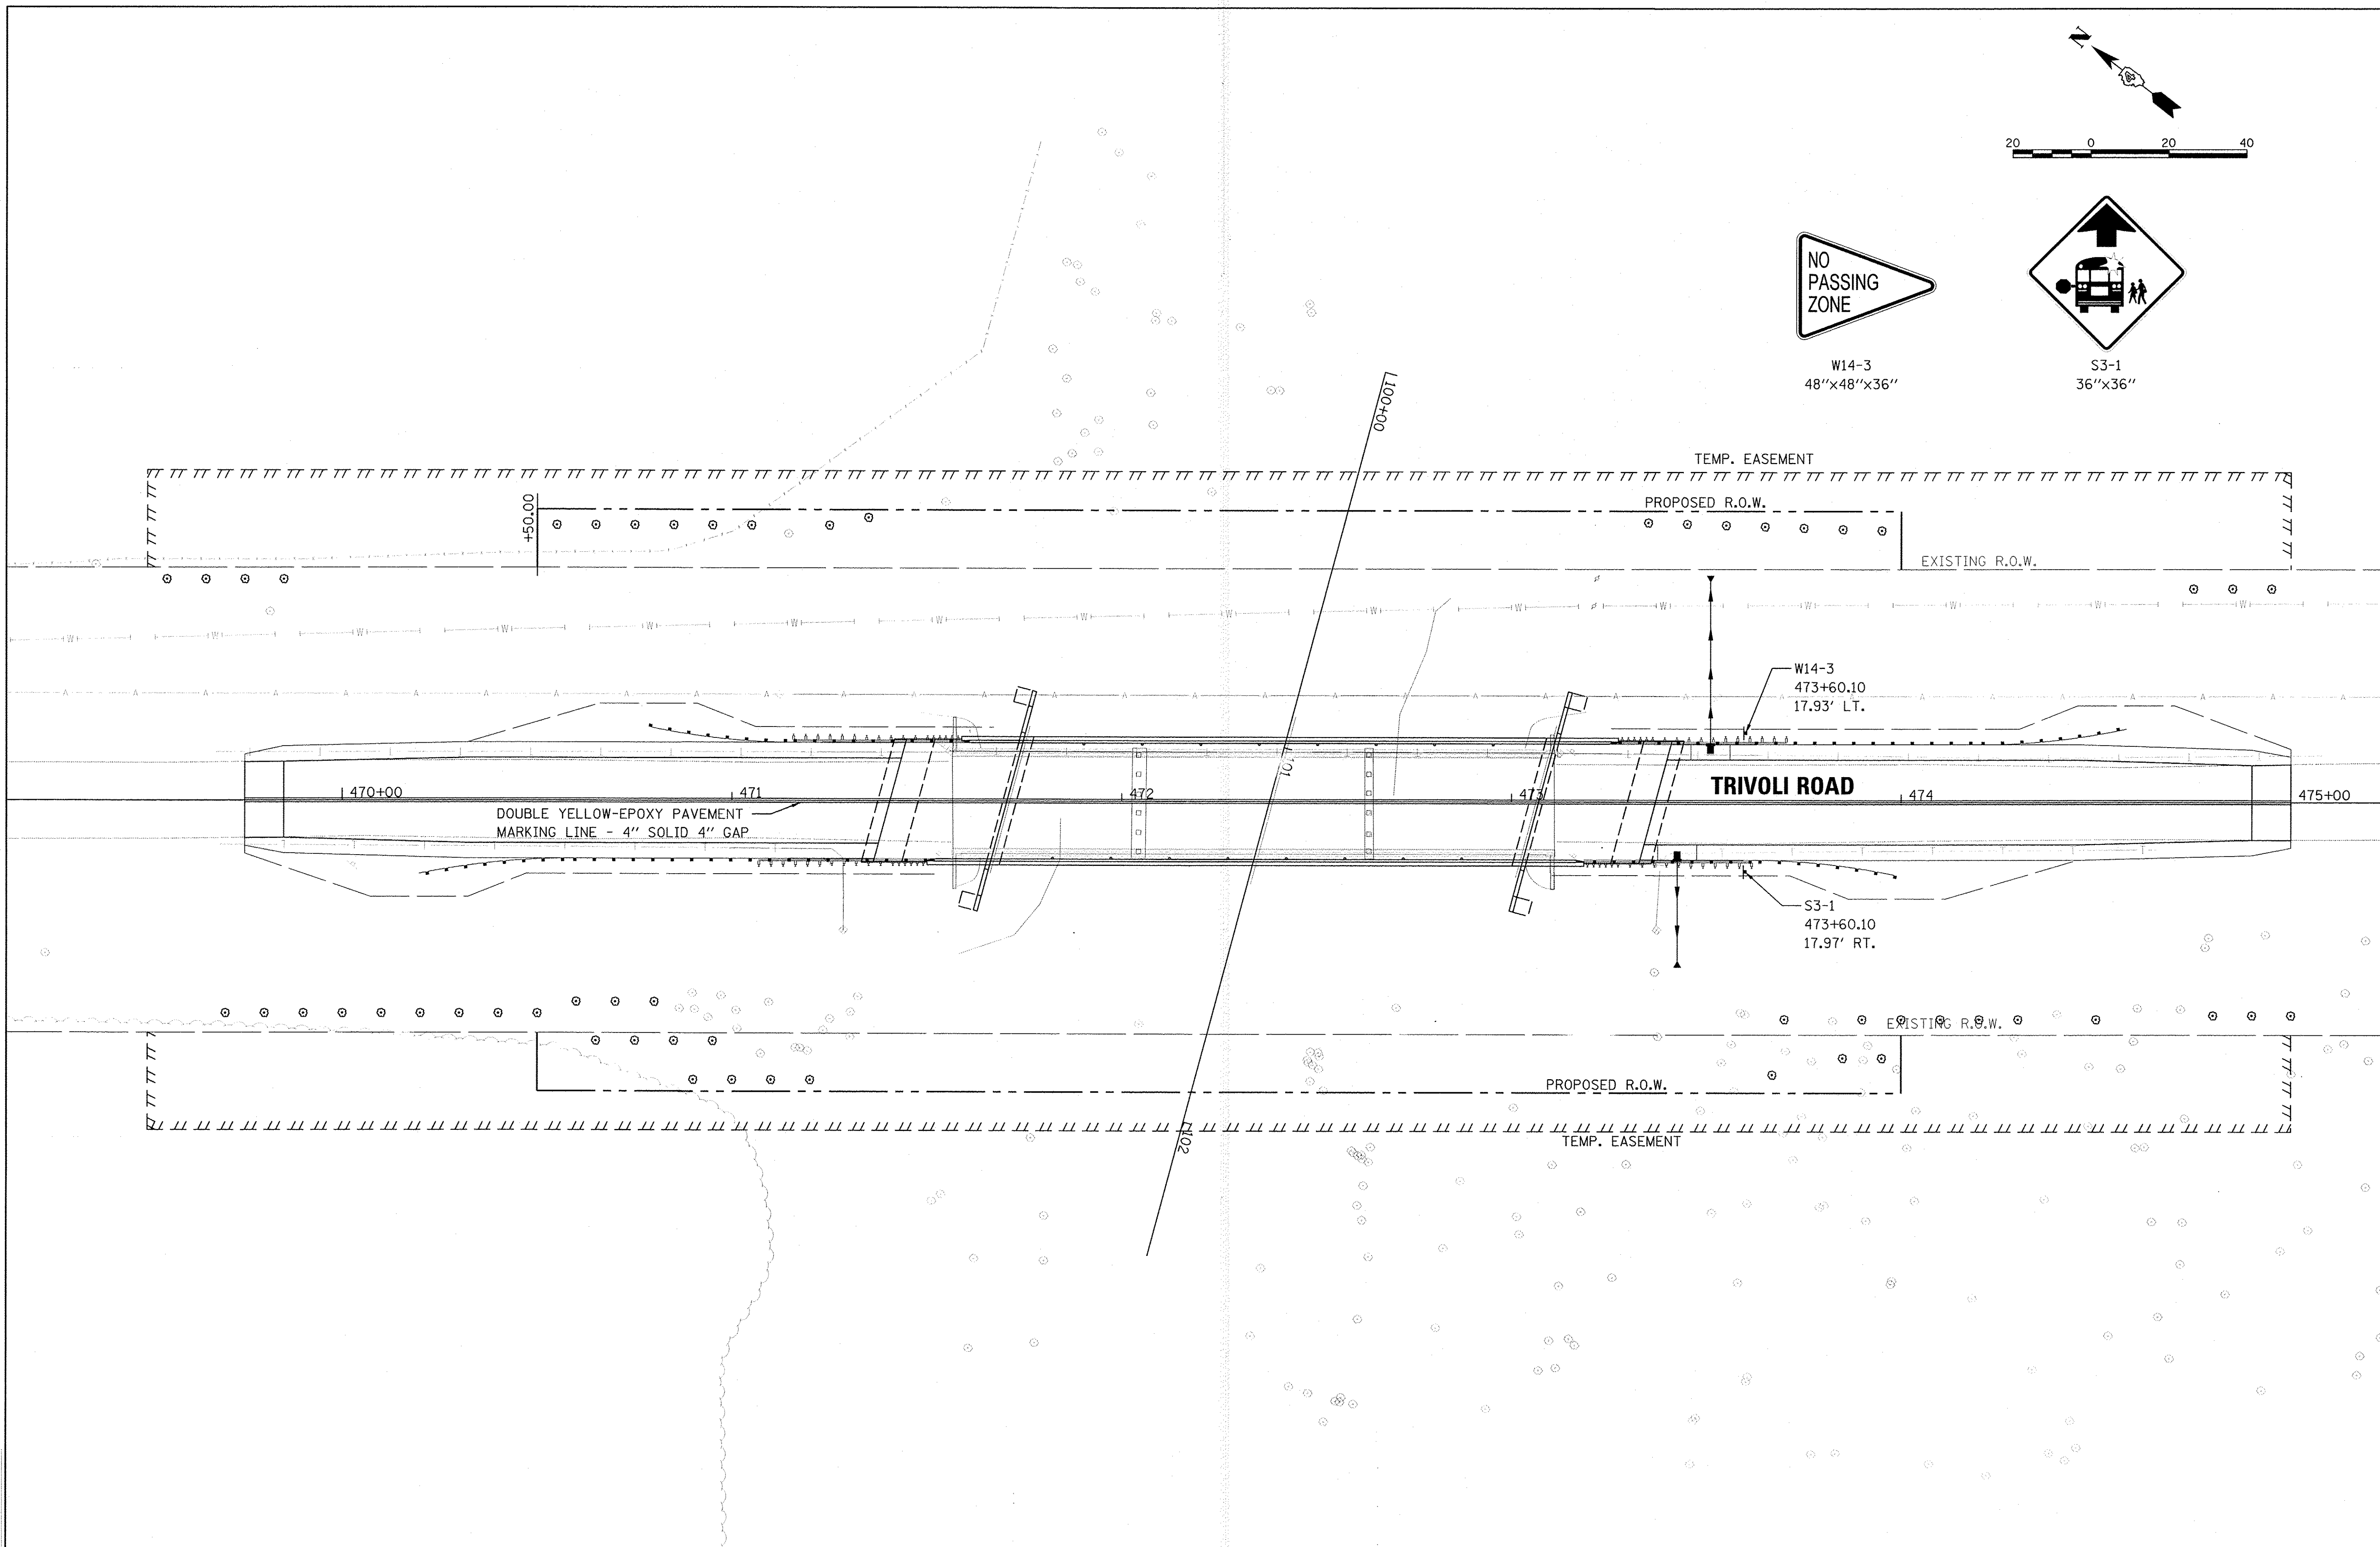 N
20 0 20 40
NO
PASSING
ZONE
W14-3
48"x48"x36"
S3-1
36"x36"
100+00
TEMP. EASEMENT
PROPOSED R.O.W.
+50.00
EXISTING R.O.W.
W W W W W W W W W W W W W W W W
W14-3
473+60.10
17.93' LT.
A A A A A A A A A A A A A A A A A A A A A A A A A A A A A A A A A A
101
TRIVOLI ROAD
470+00 471 472 473 474 475+00
DOUBLE YELLOW-EPOXY PAVEMENT
MARKING LINE - 4" SOLID 4" GAP
S3-1
473+60.10
17.97' RT.
EXISTING R.O.W.
PROPOSED R.O.W.
102
TEMP. EASEMENT